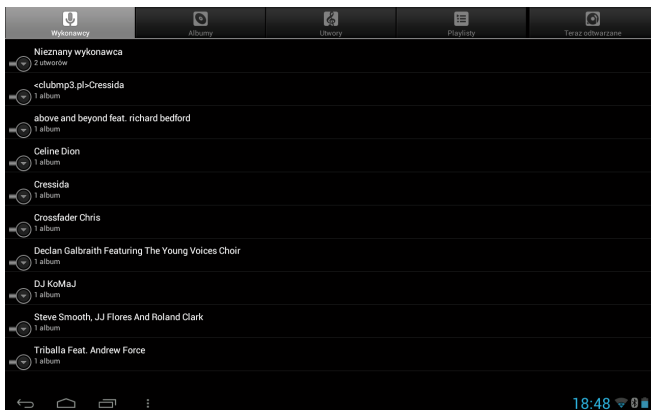 Wykonawcy
Albumy
Utwory
Playlisty
Teraz odtwarzane
Nieznany wykonawca
2 utworów
<clubmp3.pl>Cressida
1 album
above and beyond feat. richard bedford
1 album
Celine Dion
1 album
Cressida
1 album
Crossfader Chris
1 album
Declan Galbraith Featuring The Young Voices Choir
1 album
DJ KoMaJ
1 album
Steve Smooth, JJ Flores And Roland Clark
1 album
Triballa Feat. Andrew Force
1 album
18:48